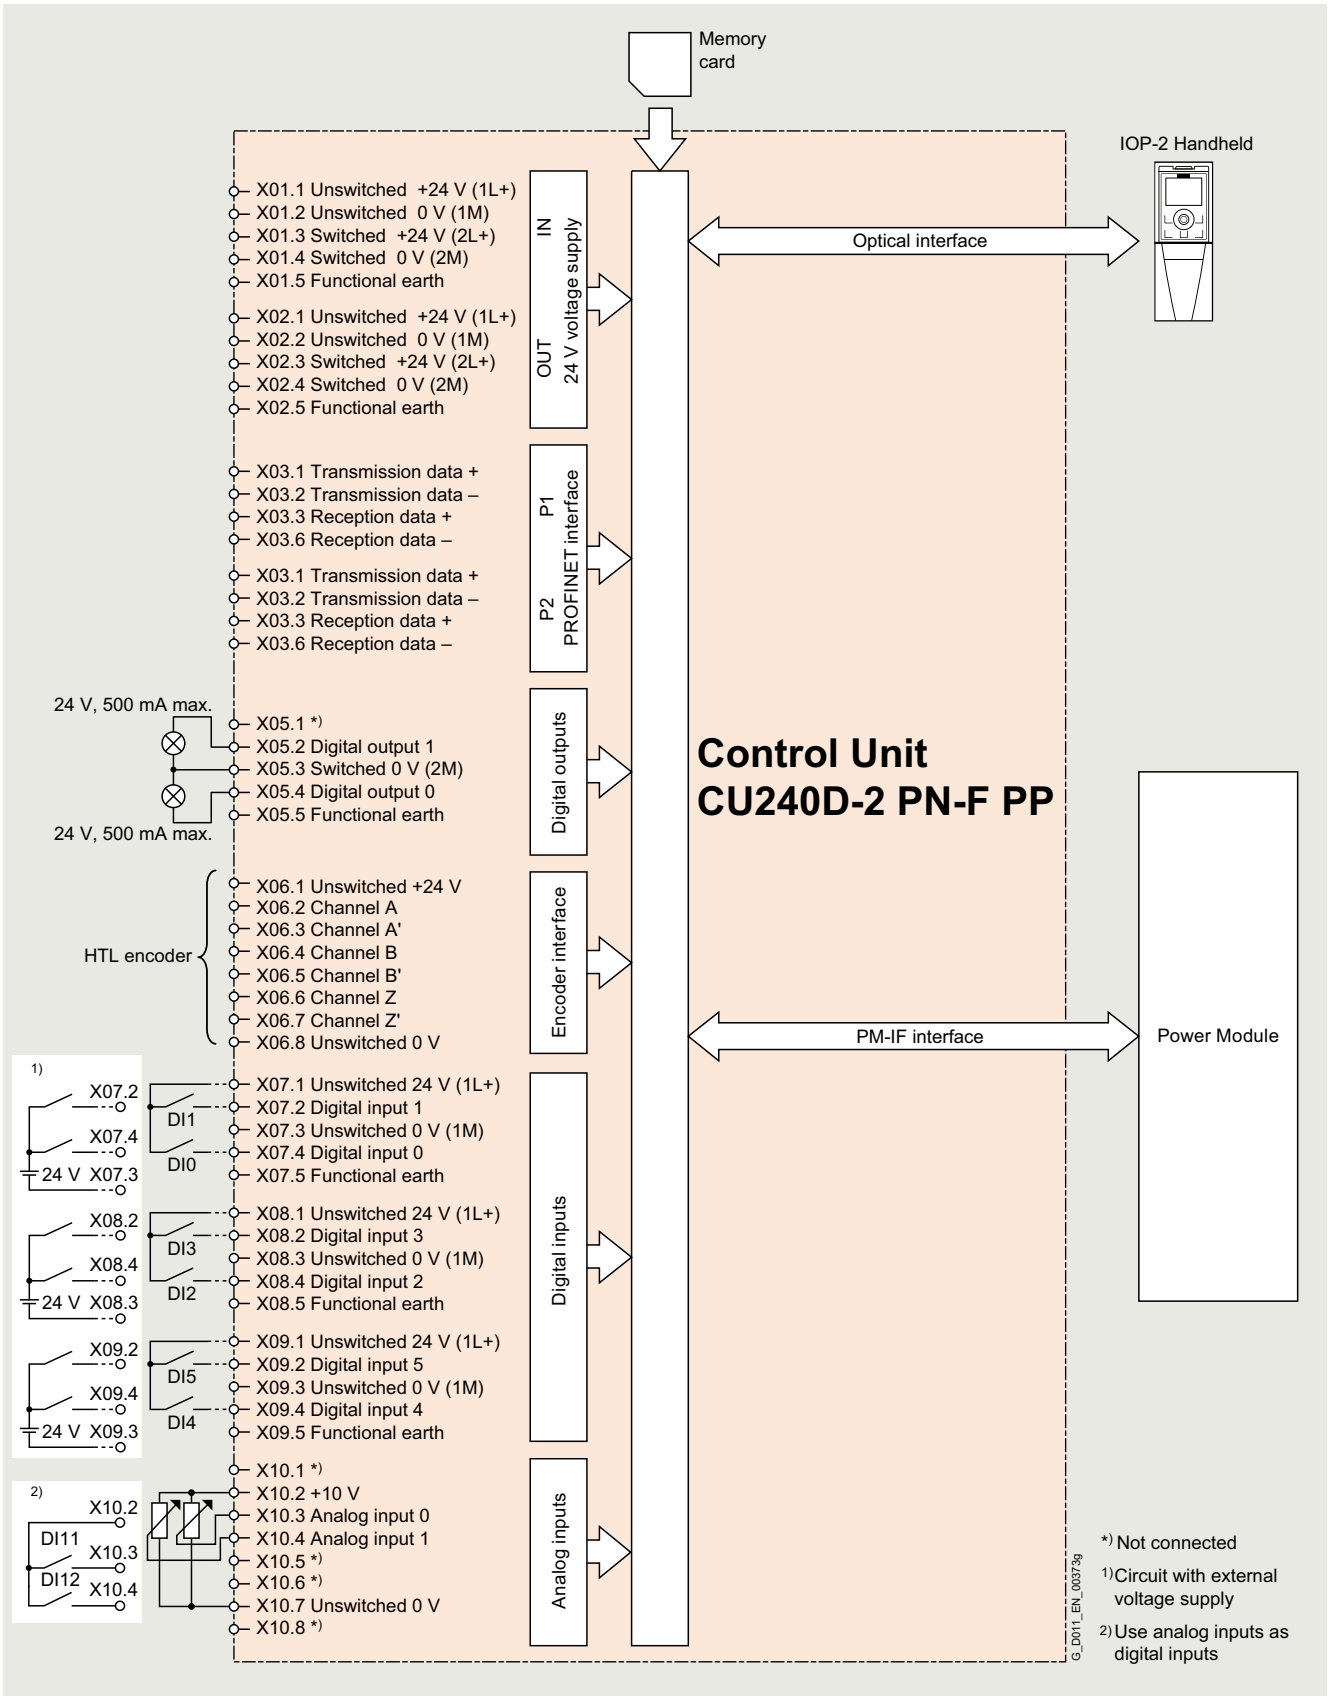 Memory
card
IOP-2 Handheld
X01.1 Unswitched +24 V (1L+)
X01.2 Unswitched 0 V (1M)
X01.3 Switched +24 V (2L+)
X01.4 Switched 0 V (2M)
X01.5 Functional earth
X02.1 Unswitched +24 V (1L+)
X02.2 Unswitched 0 V (1M)
X02.3 Switched +24 V (2L+)
X02.4 Switched 0 V (2M)
X02.5 Functional earth
OUT IN
24 V voltage supply
Optical interface
X03.1 Transmission data +
X03.2 Transmission data –
X03.3 Reception data +
X03.6 Reception data –
X03.1 Transmission data +
X03.2 Transmission data –
X03.3 Reception data +
X03.6 Reception data –
P2 P1
PROFINET interface
24 V, 500 mA max.
X05.1 *)
X05.2 Digital output 1
X05.3 Switched 0 V (2M)
X05.4 Digital output 0
X05.5 Functional earth
24 V, 500 mA max.
Digital outputs
Control Unit
CU240D-2 PN-F PP
HTL encoder
X06.1 Unswitched +24 V
X06.2 Channel A
X06.3 Channel A'
X06.4 Channel B
X06.5 Channel B'
X06.6 Channel Z
X06.7 Channel Z'
X06.8 Unswitched 0 V
Encoder interface
PM-IF interface
Power Module
1)
X07.2
X07.4
24 V X07.3
DI1
DI0
X07.1 Unswitched 24 V (1L+)
X07.2 Digital input 1
X07.3 Unswitched 0 V (1M)
X07.4 Digital input 0
X07.5 Functional earth
X08.2
X08.4
24 V X08.3
DI3
DI2
X08.1 Unswitched 24 V (1L+)
X08.2 Digital input 3
X08.3 Unswitched 0 V (1M)
X08.4 Digital input 2
X08.5 Functional earth
X09.2
X09.4
24 V X09.3
DI5
DI4
X09.1 Unswitched 24 V (1L+)
X09.2 Digital input 5
X09.3 Unswitched 0 V (1M)
X09.4 Digital input 4
X09.5 Functional earth
Digital inputs
2)
X10.2
DI11
X10.3
DI12
X10.4
X10.1 *)
X10.2 +10 V
X10.3 Analog input 0
X10.4 Analog input 1
X10.5 *)
X10.6 *)
X10.7 Unswitched 0 V
X10.8 *)
Analog inputs
G_D011_EN_00373g
*) Not connected
1) Circuit with external
voltage supply
2) Use analog inputs as
digital inputs